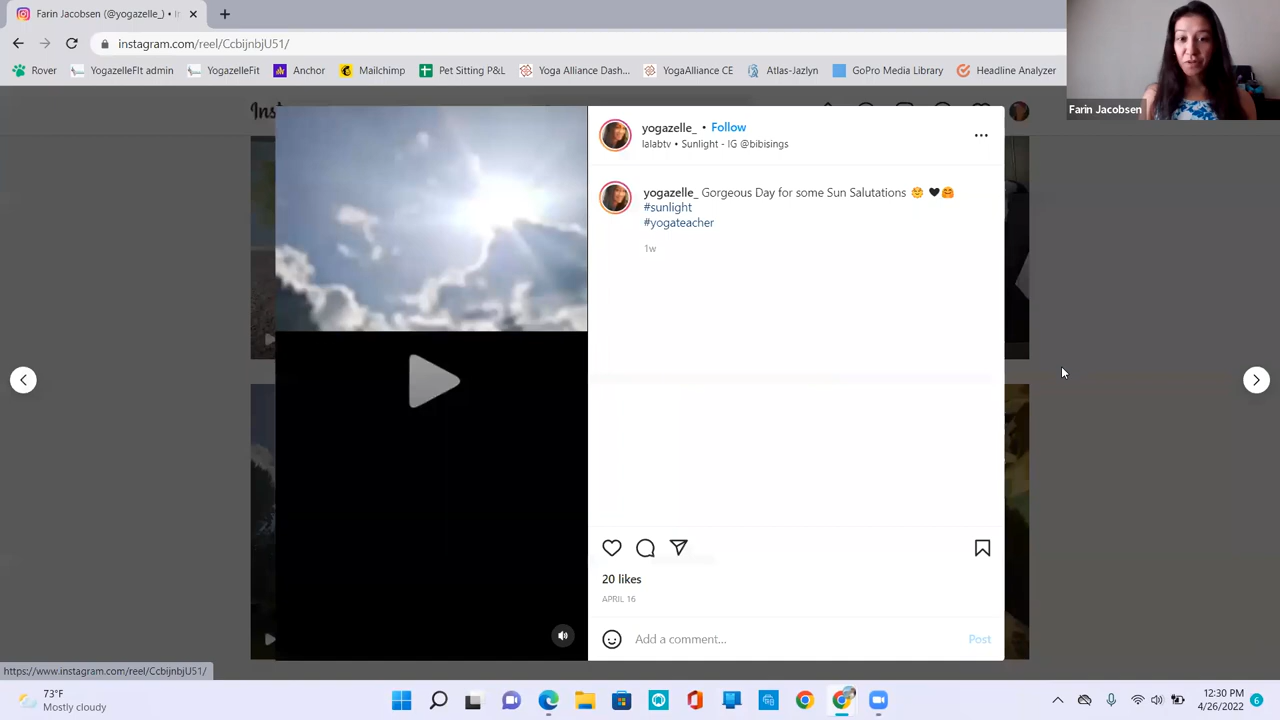 Farin Jacobsen (@yogazelle_) • I
instagram.com/reel/CcbijnbjU51/
Rover
YogazelleFIt admin
YogazelleFit
Anchor
Mailchimp
Pet Sitting P&L
Yoga Alliance Dash...
YogaAlliance CE
Atlas-Jazlyn
GoPro Media Library
Headline Analyzer
Farin Jacobsen
Inst
yogazelle_ • Follow
lalabtv • Sunlight - IG @bibisings
yogazelle_ Gorgeous Day for some Sun Salutations 🌞 🖤🤗
#sunlight
#yogateacher
1w
20 likes
APRIL 16
Add a comment...
Post
https://www.instagram.com/reel/CcbijnbjU51/
73°F
Mostly cloudy
12:30 PM
4/26/2022
6